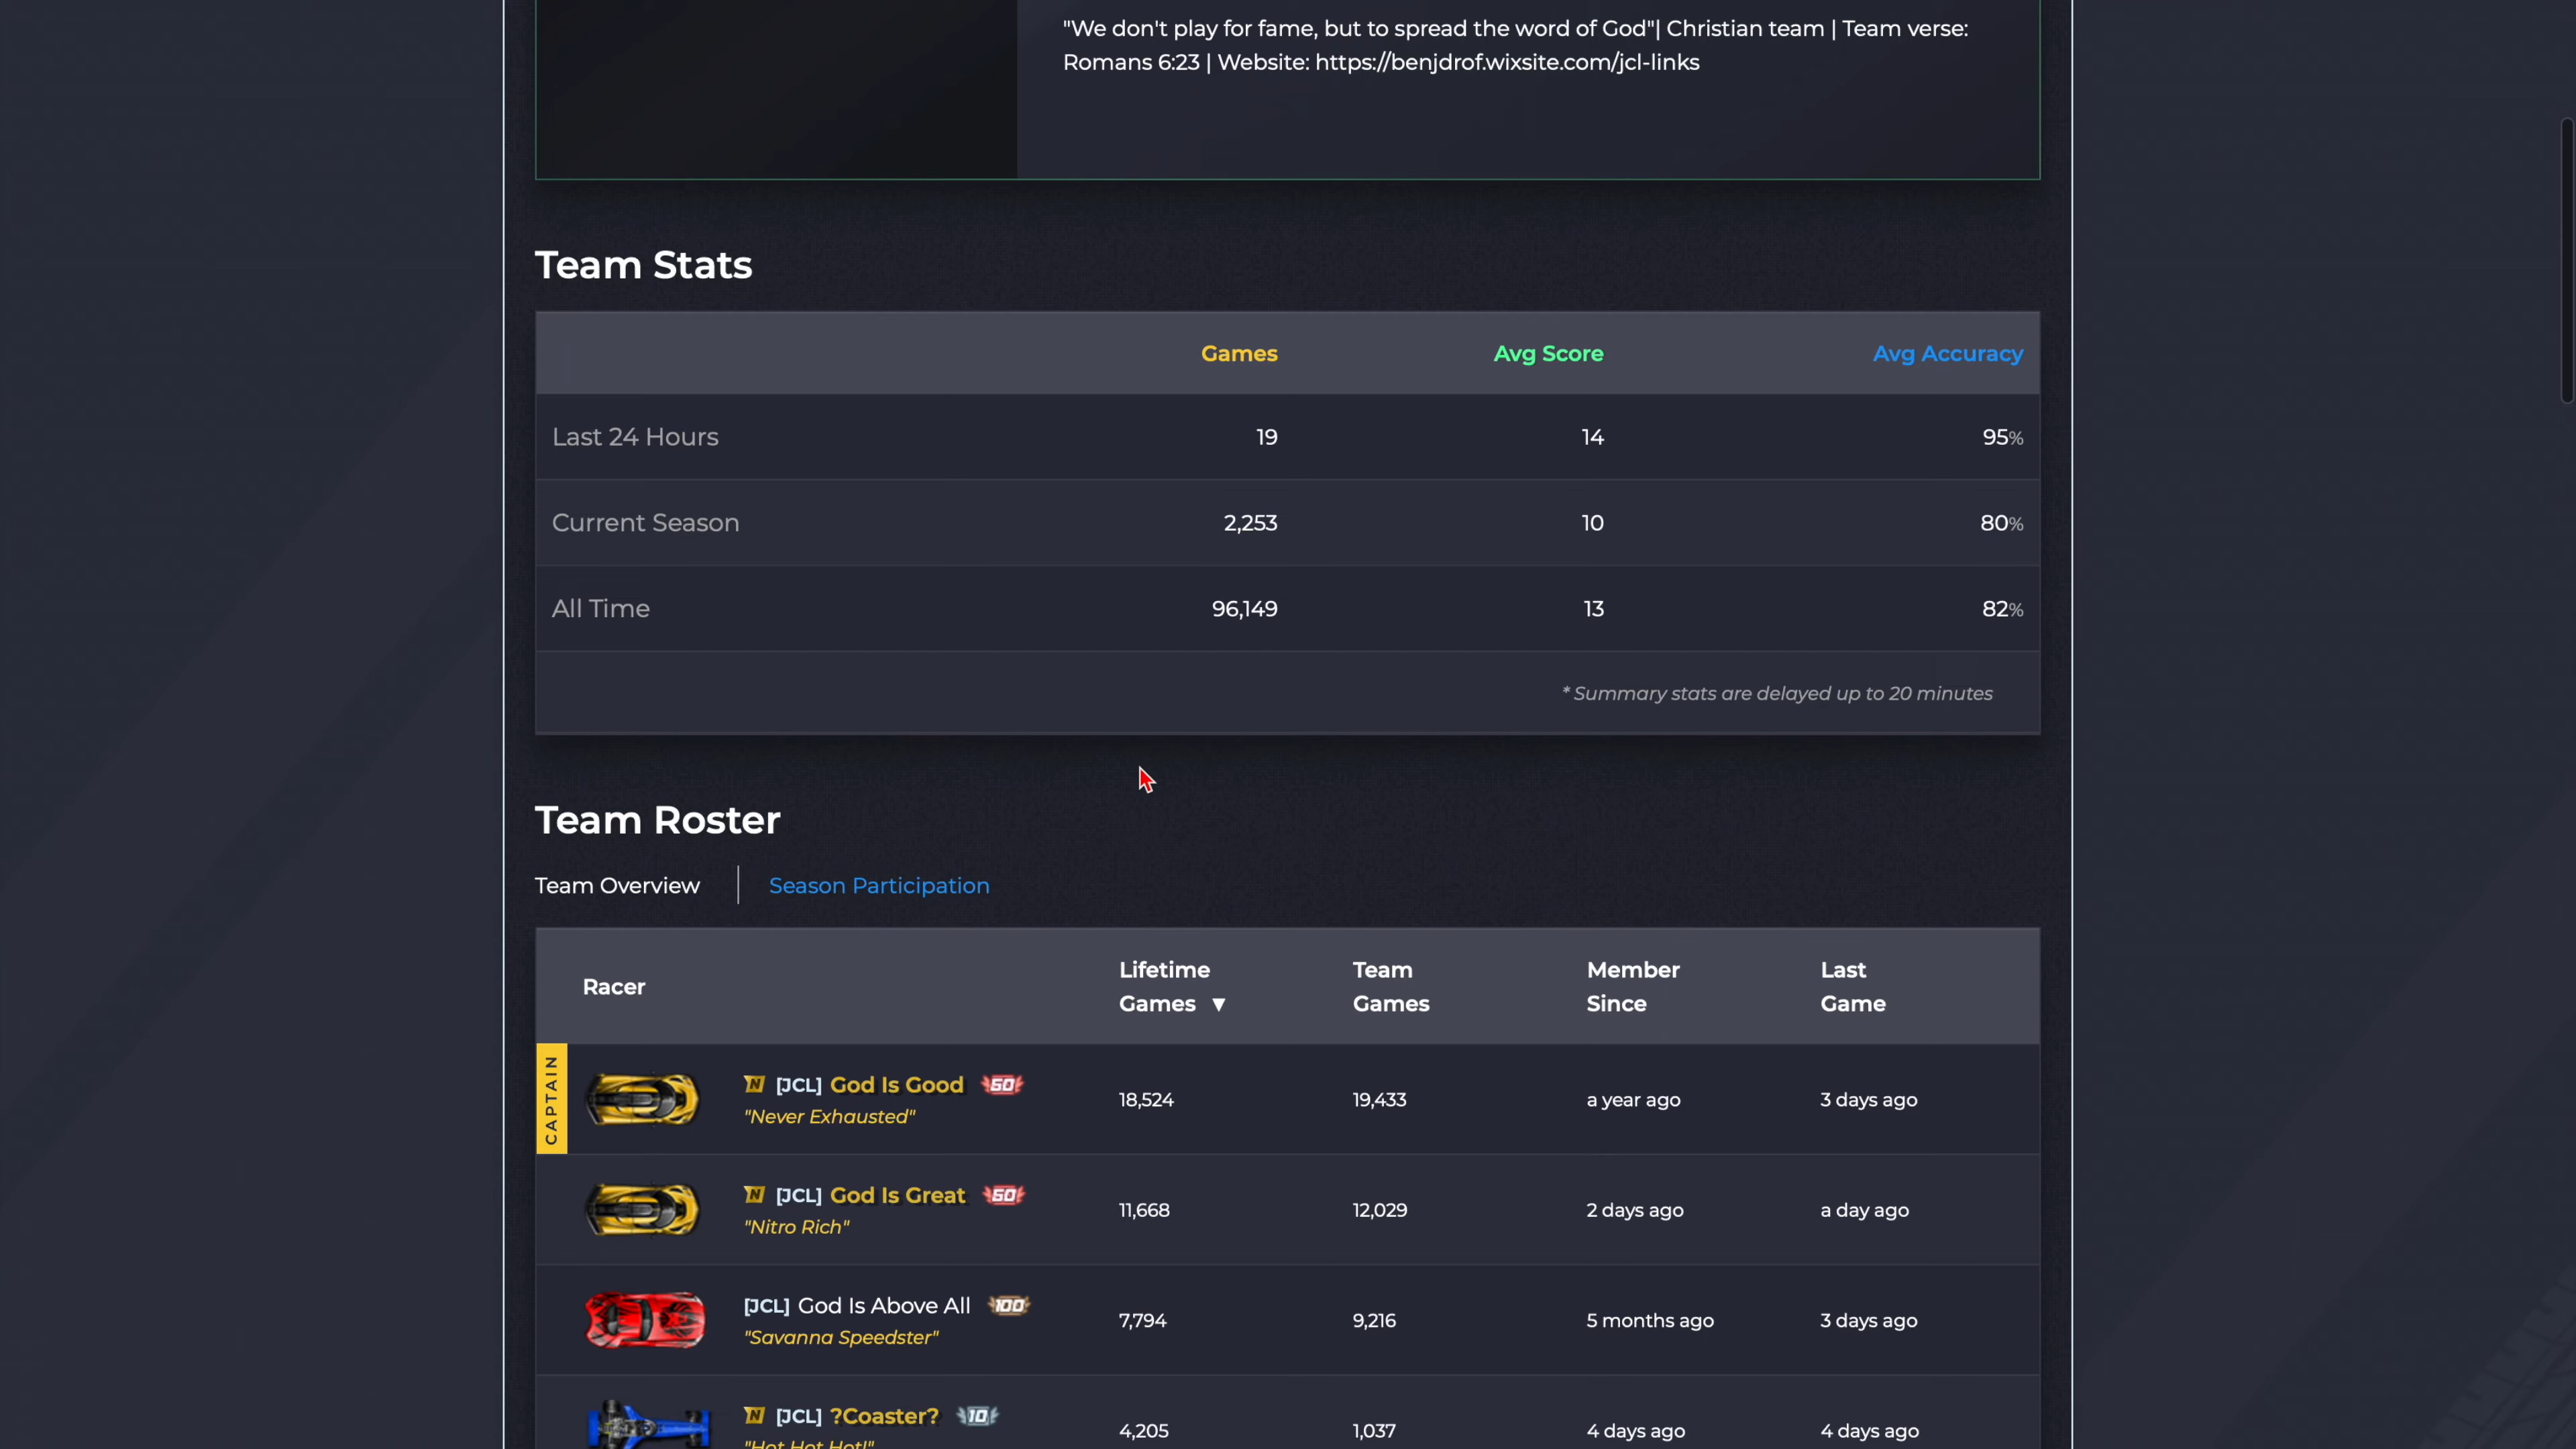 "We don't play for fame, but to spread the word of God"| Christian team | Team verse:
Romans 6:23 | Website: https://benjdrof.wixsite.com/jcl-links
Team Stats
Games Avg Score Avg Accuracy
Last 24 Hours 19 14 95%
Current Season 2,253 10 80%
All Time 96,149 13 82%
* Summary stats are delayed up to 20 minutes
Team Roster
Team Overview | Season Participation
Racer Lifetime Games ▼ Team Games Member Since Last Game
CAPTAIN
N [JCL] God Is Good 60 18,524 19,433 a year ago 3 days ago
"Never Exhausted"
N [JCL] God Is Great 60 11,668 12,029 2 days ago a day ago
"Nitro Rich"
[JCL] God Is Above All 100 7,794 9,216 5 months ago 3 days ago
"Savanna Speedster"
N [JCL] ?Coaster? 10 4,205 1,037 4 days ago 4 days ago
"Hot Hot Hot!"